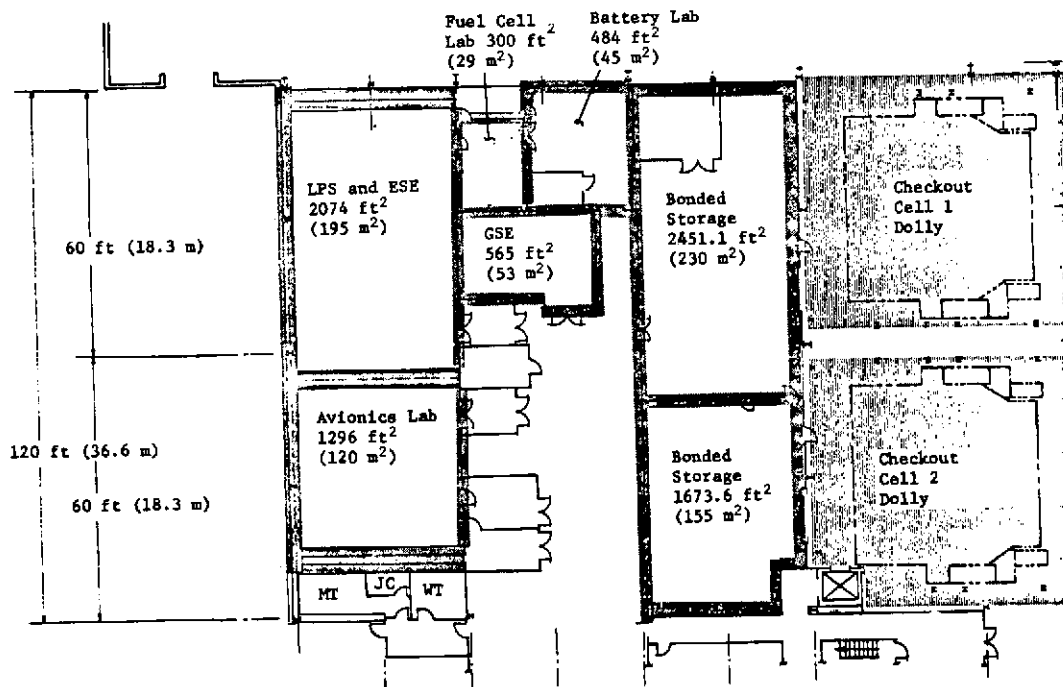 Fuel Cell
Lab 300 ft²
(29 m²)
Battery Lab
484 ft²
(45 m²)
LPS and ESE
2074 ft²
(195 m²)
GSE
565 ft²
(53 m²)
Bonded
Storage
2451.1 ft²
(230 m²)
Checkout
Cell 1
Dolly
60 ft (18.3 m)
Avionics Lab
1296 ft²
(120 m²)
120 ft (36.6 m)
60 ft (18.3 m)
Bonded
Storage
1673.6 ft²
(155 m²)
Checkout
Cell 2
Dolly
MT
JC
WT